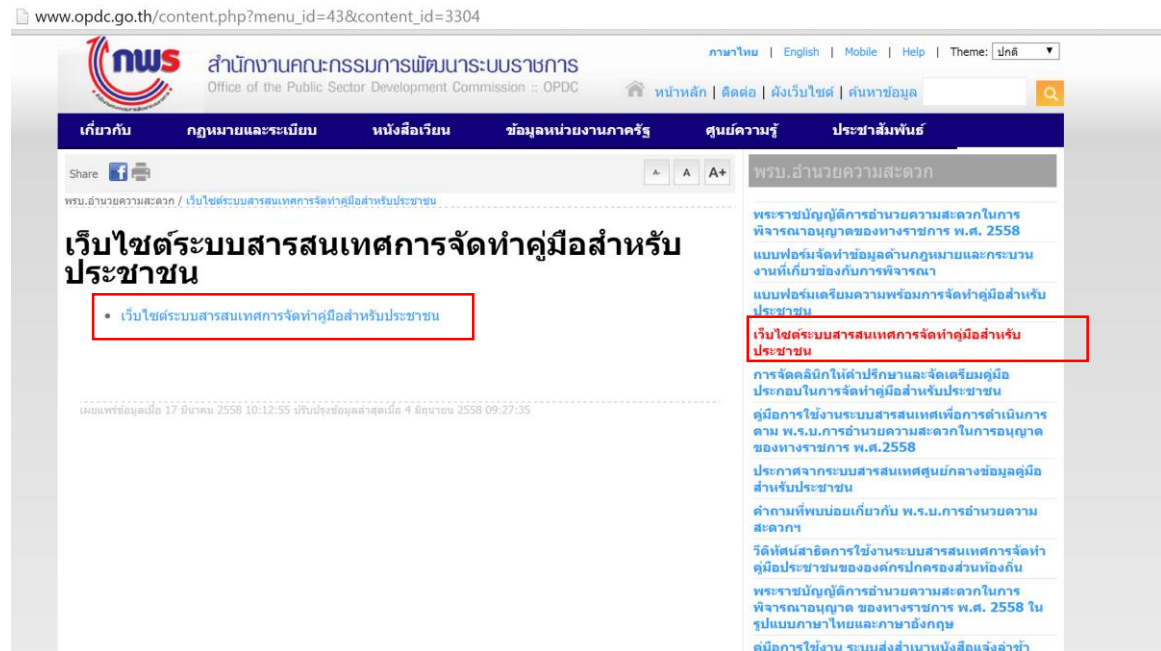 www.opdc.go.th/content.php?menu_id=43&content_id=3304
กพร
สำนักงานคณะกรรมการพัฒนาระบบราชการ
Office of the Public Sector Development Commission :: OPDC
ภาษาไทย | English | Mobile | Help | Theme: ปกติ
หน้าหลัก | ติดต่อ | ผังเว็บไซต์ | ค้นหาข้อมูล
เกี่ยวกับ กฎหมายและระเบียบ หนังสือเวียน ข้อมูลหน่วยงานภาครัฐ ศูนย์ความรู้ ประชาสัมพันธ์
Share
A- A A+
พรบ.อำนวยความสะดวก / เว็บไซต์ระบบสารสนเทศการจัดทำคู่มือสำหรับประชาชน
เว็บไซต์ระบบสารสนเทศการจัดทำคู่มือสำหรับ
ประชาชน
• เว็บไซต์ระบบสารสนเทศการจัดทำคู่มือสำหรับประชาชน
เผยแพร่ข้อมูลเมื่อ 17 มีนาคม 2558 10:12:55 ปรับปรุงข้อมูลล่าสุดเมื่อ 4 มิถุนายน 2558 09:27:35
พรบ.อำนวยความสะดวก
พระราชบัญญัติการอำนวยความสะดวกในการ
พิจารณาอนุญาตของทางราชการ พ.ศ. 2558
แบบฟอร์มจัดทำข้อมูลด้านกฎหมายและกระบวน
งานที่เกี่ยวข้องกับการพิจารณา
แบบฟอร์มเตรียมความพร้อมการจัดทำคู่มือสำหรับ
ประชาชน
เว็บไซต์ระบบสารสนเทศการจัดทำคู่มือสำหรับ
ประชาชน
การจัดคลินิกให้คำปรึกษาและจัดเตรียมคู่มือ
ประกอบในการจัดทำคู่มือสำหรับประชาชน
คู่มือการใช้งานระบบสารสนเทศเพื่อการดำเนินการ
ตาม พ.ร.บ.การอำนวยความสะดวกในการอนุญาต
ของทางราชการ พ.ศ.2558
ประกาศจากระบบสารสนเทศศูนย์กลางข้อมูลคู่มือ
สำหรับประชาชน
คำถามที่พบบ่อยเกี่ยวกับ พ.ร.บ.การอำนวยความ
สะดวกฯ
วีดิทัศน์สาธิตการใช้งานระบบสารสนเทศการจัดทำ
คู่มือประชาชนขององค์กรปกครองส่วนท้องถิ่น
พระราชบัญญัติการอำนวยความสะดวกในการ
พิจารณาอนุญาต ของทางราชการ พ.ศ. 2558 ใน
รูปแบบภาษาไทยและภาษาอังกฤษ
คู่มือการใช้งาน ระบบส่งสำเนาหนังสือแจ้งล่าช้า